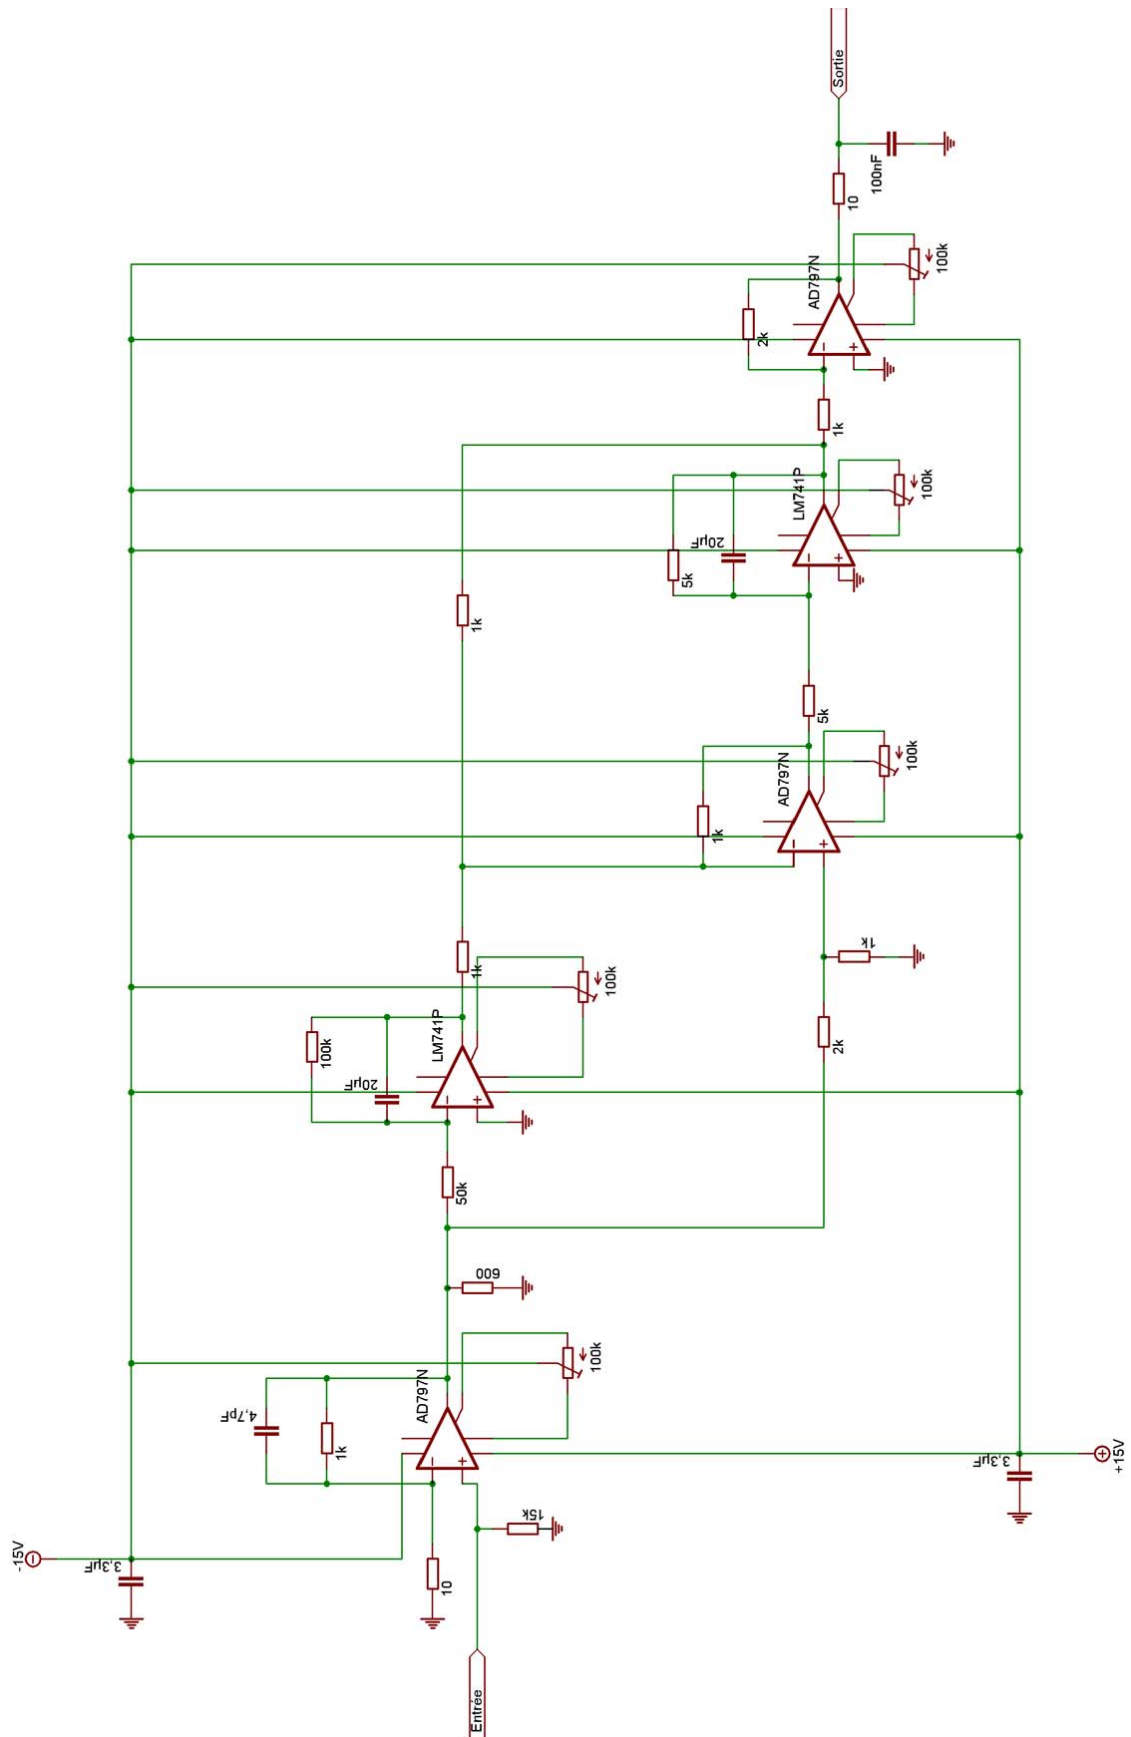 Sortie
100nF
10
AD797N
100k
2k
1k
LM741P
100k
20µF
5k
1k
5k
AD797N
100k
1k
1k
1k
100k
LM741P
100k
20µF
2k
50k
600
AD797N
100k
4,7pF
1k
3,3µF
+15V
15k
-15V
3,3µF
10
Entrée